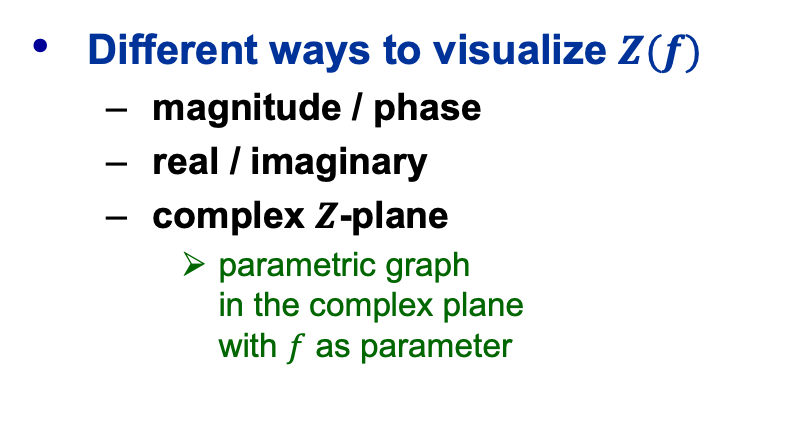 • Different ways to visualize Z(f)
– magnitude / phase
– real / imaginary
– complex Z-plane
➢ parametric graph
in the complex plane
with f as parameter